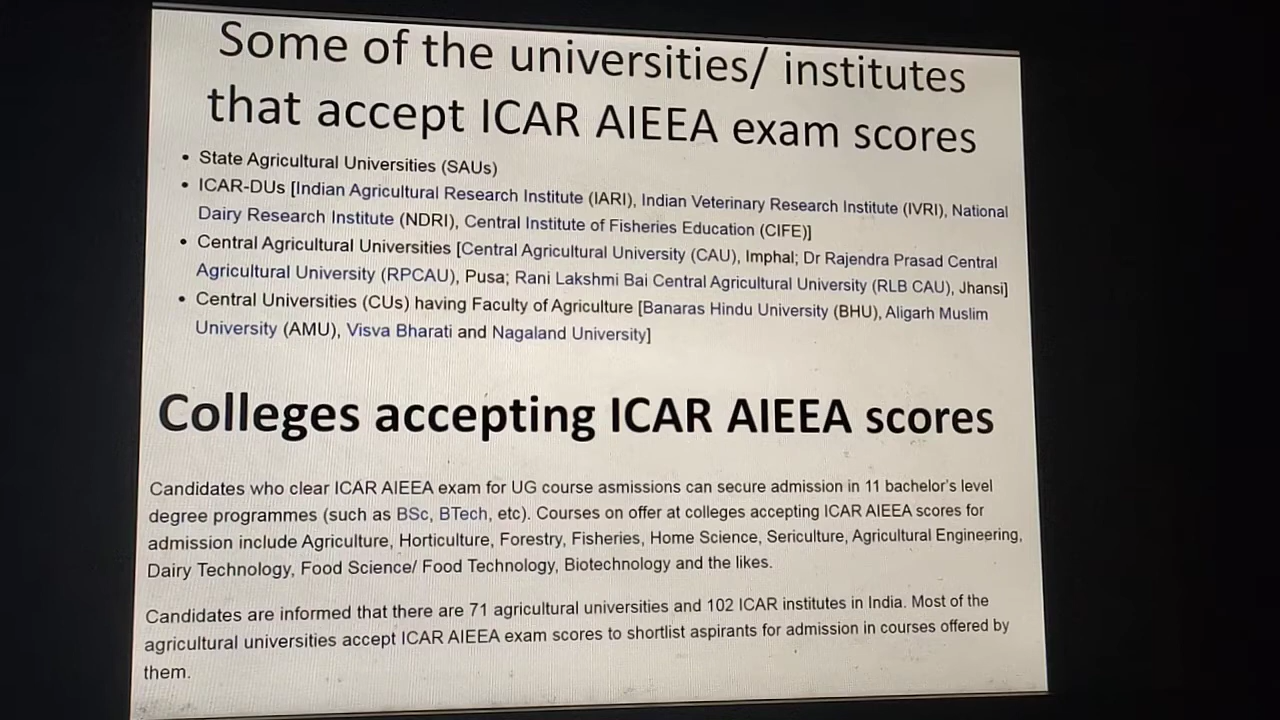 Some of the universities/ institutes
that accept ICAR AIEEA exam scores
• State Agricultural Universities (SAUs)
• ICAR-DUs [Indian Agricultural Research Institute (IARI), Indian Veterinary Research Institute (IVRI), National
Dairy Research Institute (NDRI), Central Institute of Fisheries Education (CIFE)]
• Central Agricultural Universities [Central Agricultural University (CAU), Imphal; Dr Rajendra Prasad Central
Agricultural University (RPCAU), Pusa; Rani Lakshmi Bai Central Agricultural University (RLB CAU), Jhansi]
• Central Universities (CUs) having Faculty of Agriculture [Banaras Hindu University (BHU), Aligarh Muslim
University (AMU), Visva Bharati and Nagaland University]
Colleges accepting ICAR AIEEA scores
Candidates who clear ICAR AIEEA exam for UG course asmissions can secure admission in 11 bachelor's level
degree programmes (such as BSc, BTech, etc). Courses on offer at colleges accepting ICAR AIEEA scores for
admission include Agriculture, Horticulture, Forestry, Fisheries, Home Science, Sericulture, Agricultural Engineering,
Dairy Technology, Food Science/ Food Technology, Biotechnology and the likes.
Candidates are informed that there are 71 agricultural universities and 102 ICAR institutes in India. Most of the
agricultural universities accept ICAR AIEEA exam scores to shortlist aspirants for admission in courses offered by
them.